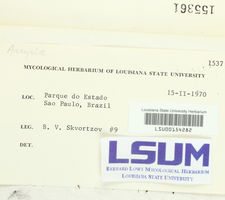 153361
1537
MYCOLOGICAL HERBARIUM OF LOUISIANA STATE UNIVERSITY
15-II-1970
LOC. Parque do Estado
Sao Paulo, Brazil
Louisiana State University Herbarium
LEG. B. V. Skvortzov #9
LSU00154282
DET.
LSUM
BERNARD LOWY MYCOLOGICAL HERBARIUM
LOUISIANA STATE UNIVERSITY